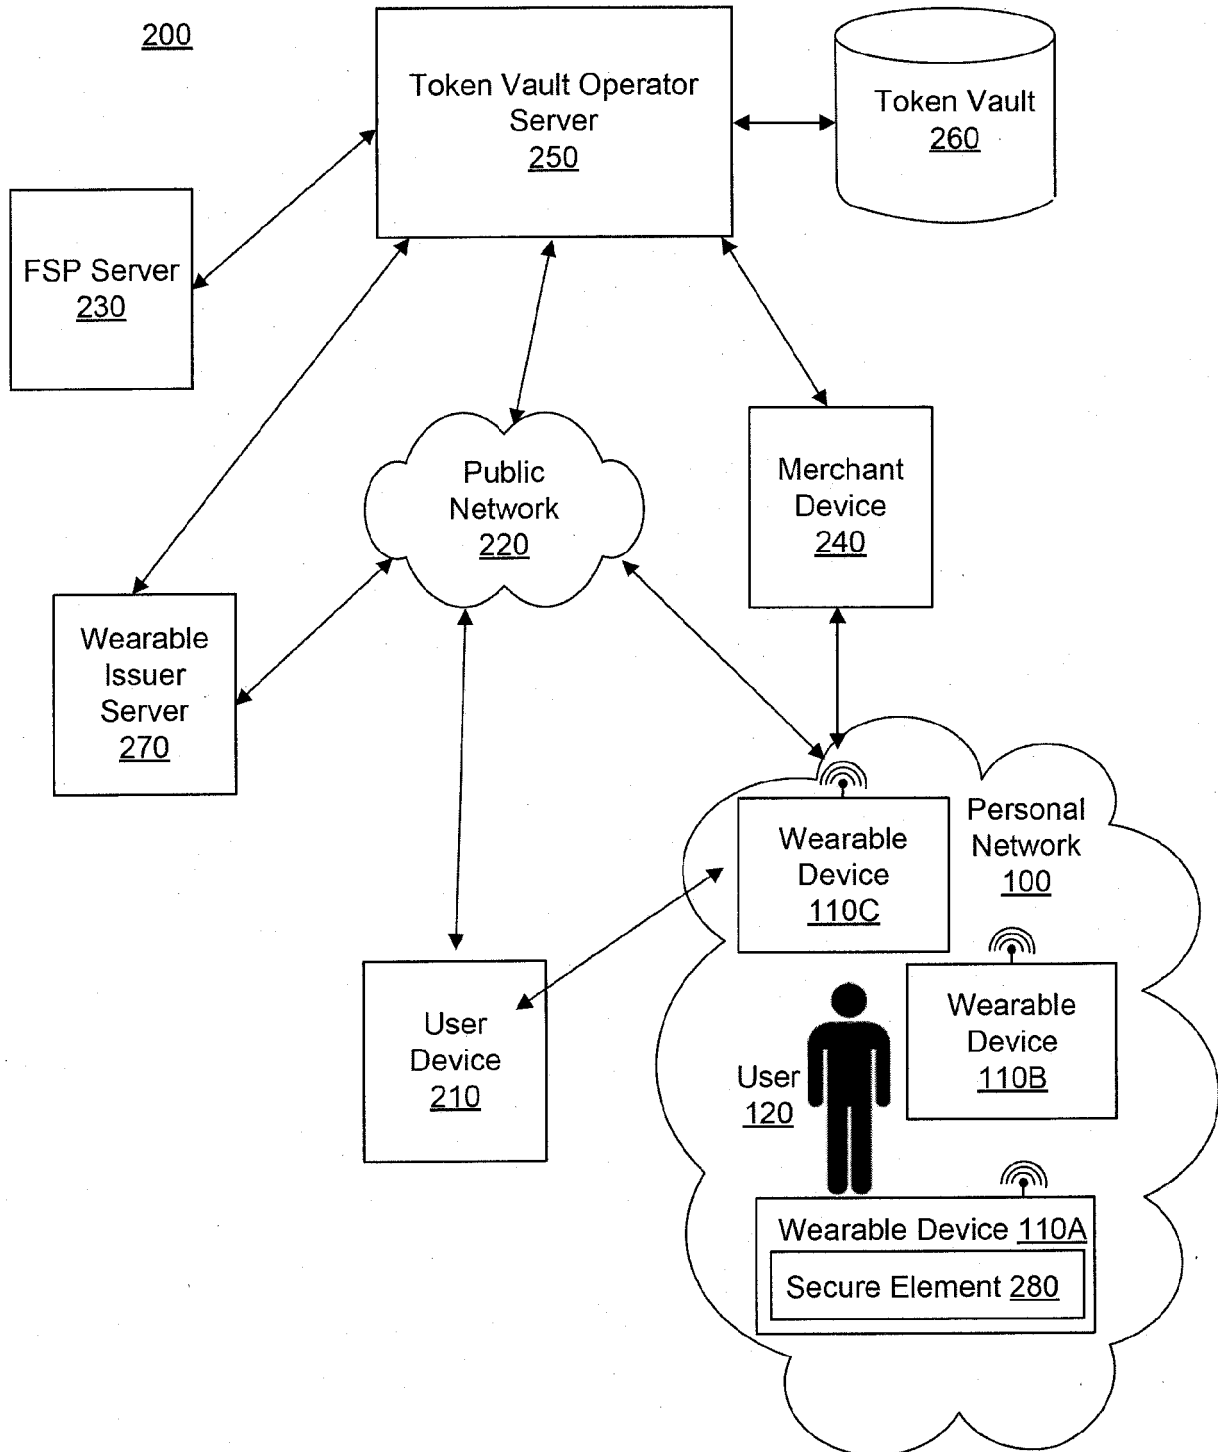 200
Token Vault Operator
Server
250
Token Vault
260
FSP Server
230
Public
Network
220
Merchant
Device
240
Wearable
Issuer
Server
270
Personal
Network
100
Wearable
Device
110C
Wearable
Device
110B
User
Device
210
User
120
Wearable Device 110A
Secure Element 280